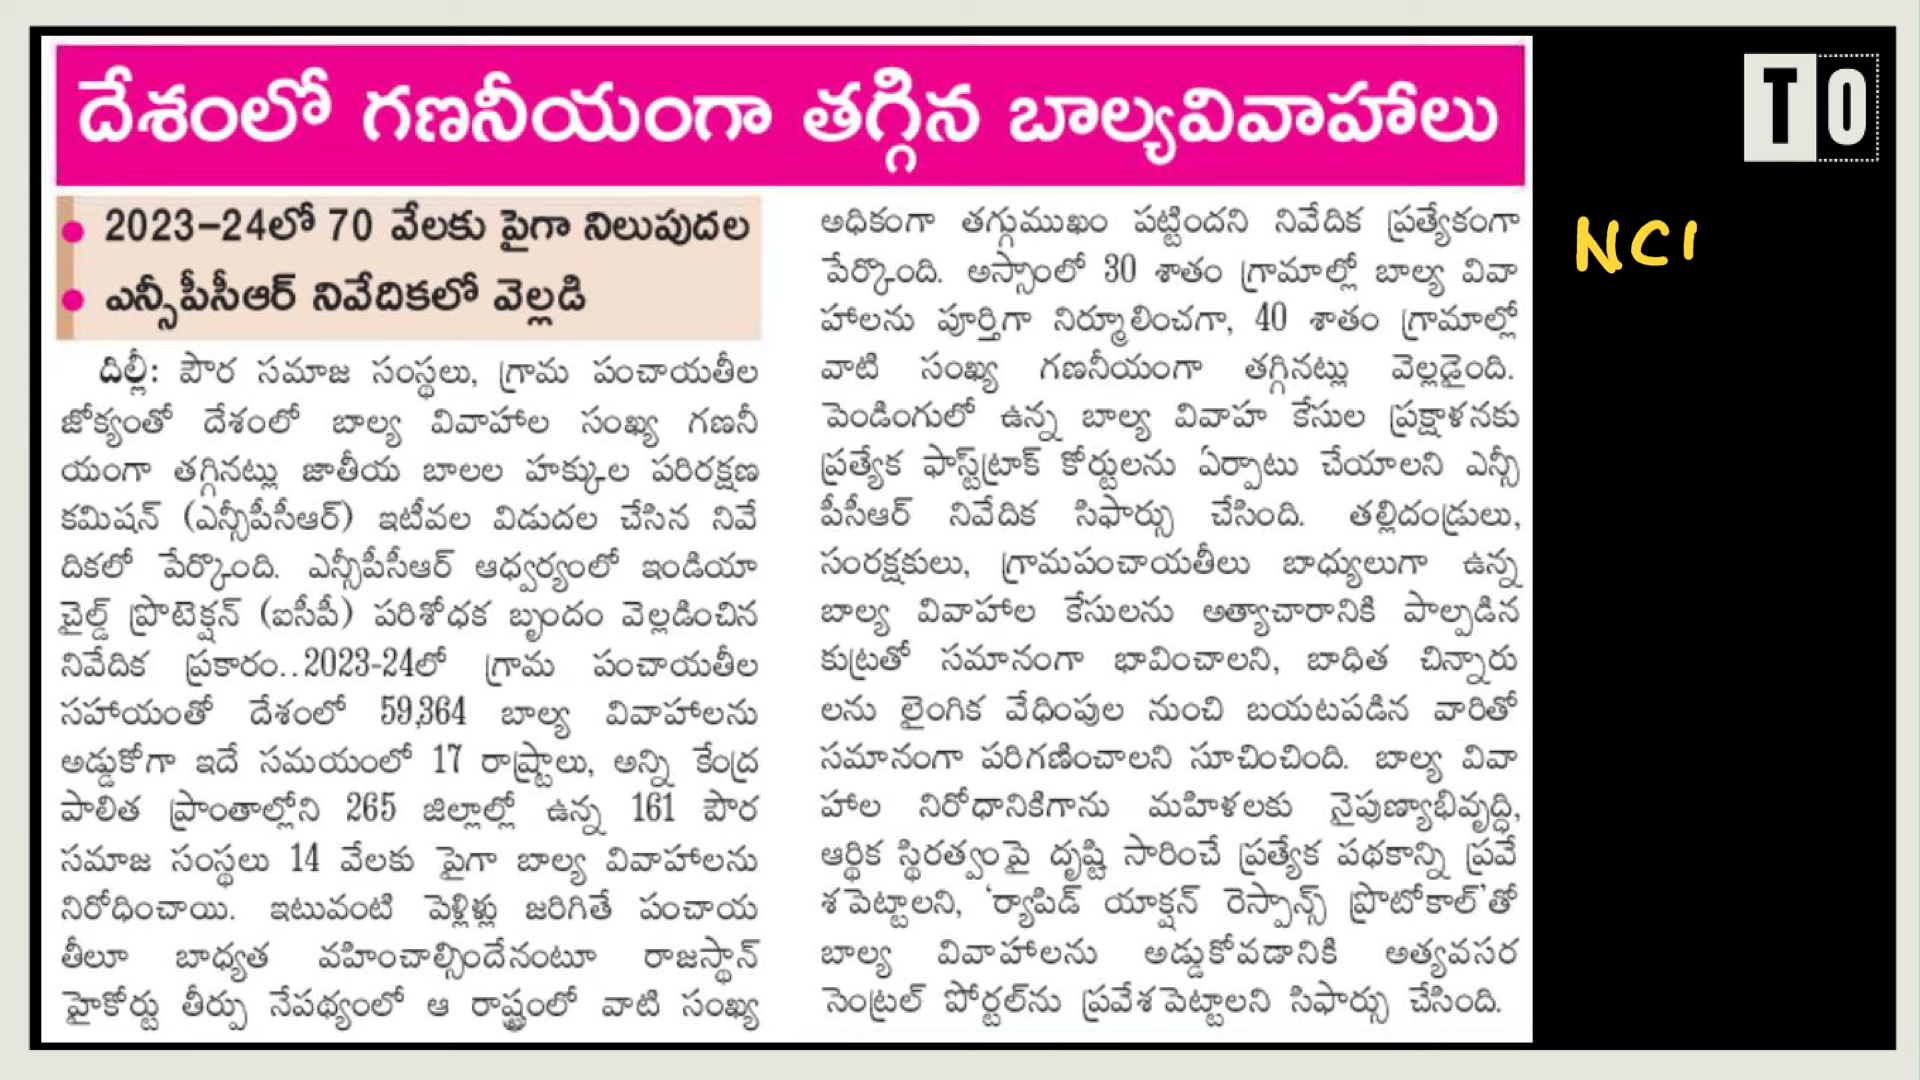 దేశంలో గణనీయంగా తగ్గిన బాల్యవివాహాలు
• 2023-24లో 70 వేలకు పైగా నిలుపుదల
• ఎన్సీపీసీఆర్ నివేదికలో వెల్లడి
దిల్లీ: పౌర సమాజ సంస్థలు, గ్రామ పంచాయతీల
జోక్యంతో దేశంలో బాల్య వివాహాల సంఖ్య గణనీ
యంగా తగ్గినట్లు జాతీయ బాలల హక్కుల పరిరక్షణ
కమిషన్ (ఎన్సీపీసీఆర్) ఇటీవల విడుదల చేసిన నివే
దికలో పేర్కొంది. ఎన్సీపీసీఆర్ ఆధ్వర్యంలో ఇండియా
చైల్డ్ ప్రొటెక్షన్ (ఐసీపీ) పరిశోధక బృందం వెల్లడించిన
నివేదిక ప్రకారం..2023-24లో గ్రామ పంచాయతీల
సహాయంతో దేశంలో 59,364 బాల్య వివాహాలను
అడ్డుకోగా ఇదే సమయంలో 17 రాష్ట్రాలు, అన్ని కేంద్ర
పాలిత ప్రాంతాల్లోని 265 జిల్లాల్లో ఉన్న 161 పౌర
సమాజ సంస్థలు 14 వేలకు పైగా బాల్య వివాహాలను
నిరోధించాయి. ఇటువంటి పెళ్లిళ్లు జరిగితే పంచాయ
తీలూ బాధ్యత వహించాల్సిందేనంటూ రాజస్థాన్
హైకోర్టు తీర్పు నేపథ్యంలో ఆ రాష్ట్రంలో వాటి సంఖ్య
అధికంగా తగ్గుముఖం పట్టిందని నివేదిక ప్రత్యేకంగా
పేర్కొంది. అస్సాంలో 30 శాతం గ్రామాల్లో బాల్య వివా
హాలను పూర్తిగా నిర్మూలించగా, 40 శాతం గ్రామాల్లో
వాటి సంఖ్య గణనీయంగా తగ్గినట్లు వెల్లడైంది.
పెండింగులో ఉన్న బాల్య వివాహ కేసుల ప్రక్షాళనకు
ప్రత్యేక ఫాస్ట్‌ట్రాక్ కోర్టులను ఏర్పాటు చేయాలని ఎన్సీ
పీసీఆర్ నివేదిక సిఫార్సు చేసింది. తల్లిదండ్రులు,
సంరక్షకులు, గ్రామపంచాయతీలు బాధ్యులుగా ఉన్న
బాల్య వివాహాల కేసులను అత్యాచారానికి పాల్పడిన
కుట్రతో సమానంగా భావించాలని, బాధిత చిన్నారు
లను లైంగిక వేధింపుల నుంచి బయటపడిన వారితో
సమానంగా పరిగణించాలని సూచించింది. బాల్య వివా
హాల నిరోధానికిగాను మహిళలకు నైపుణ్యాభివృద్ధి,
ఆర్థిక స్థిరత్వంపై దృష్టి సారించే ప్రత్యేక పథకాన్ని ప్రవే
శపెట్టాలని, ‘ర్యాపిడ్ యాక్షన్ రెస్పాన్స్ ప్రొటోకాల్’తో
బాల్య వివాహాలను అడ్డుకోవడానికి అత్యవసర
సెంట్రల్ పోర్టల్‌ను ప్రవేశపెట్టాలని సిఫార్సు చేసింది.
TO
NCI